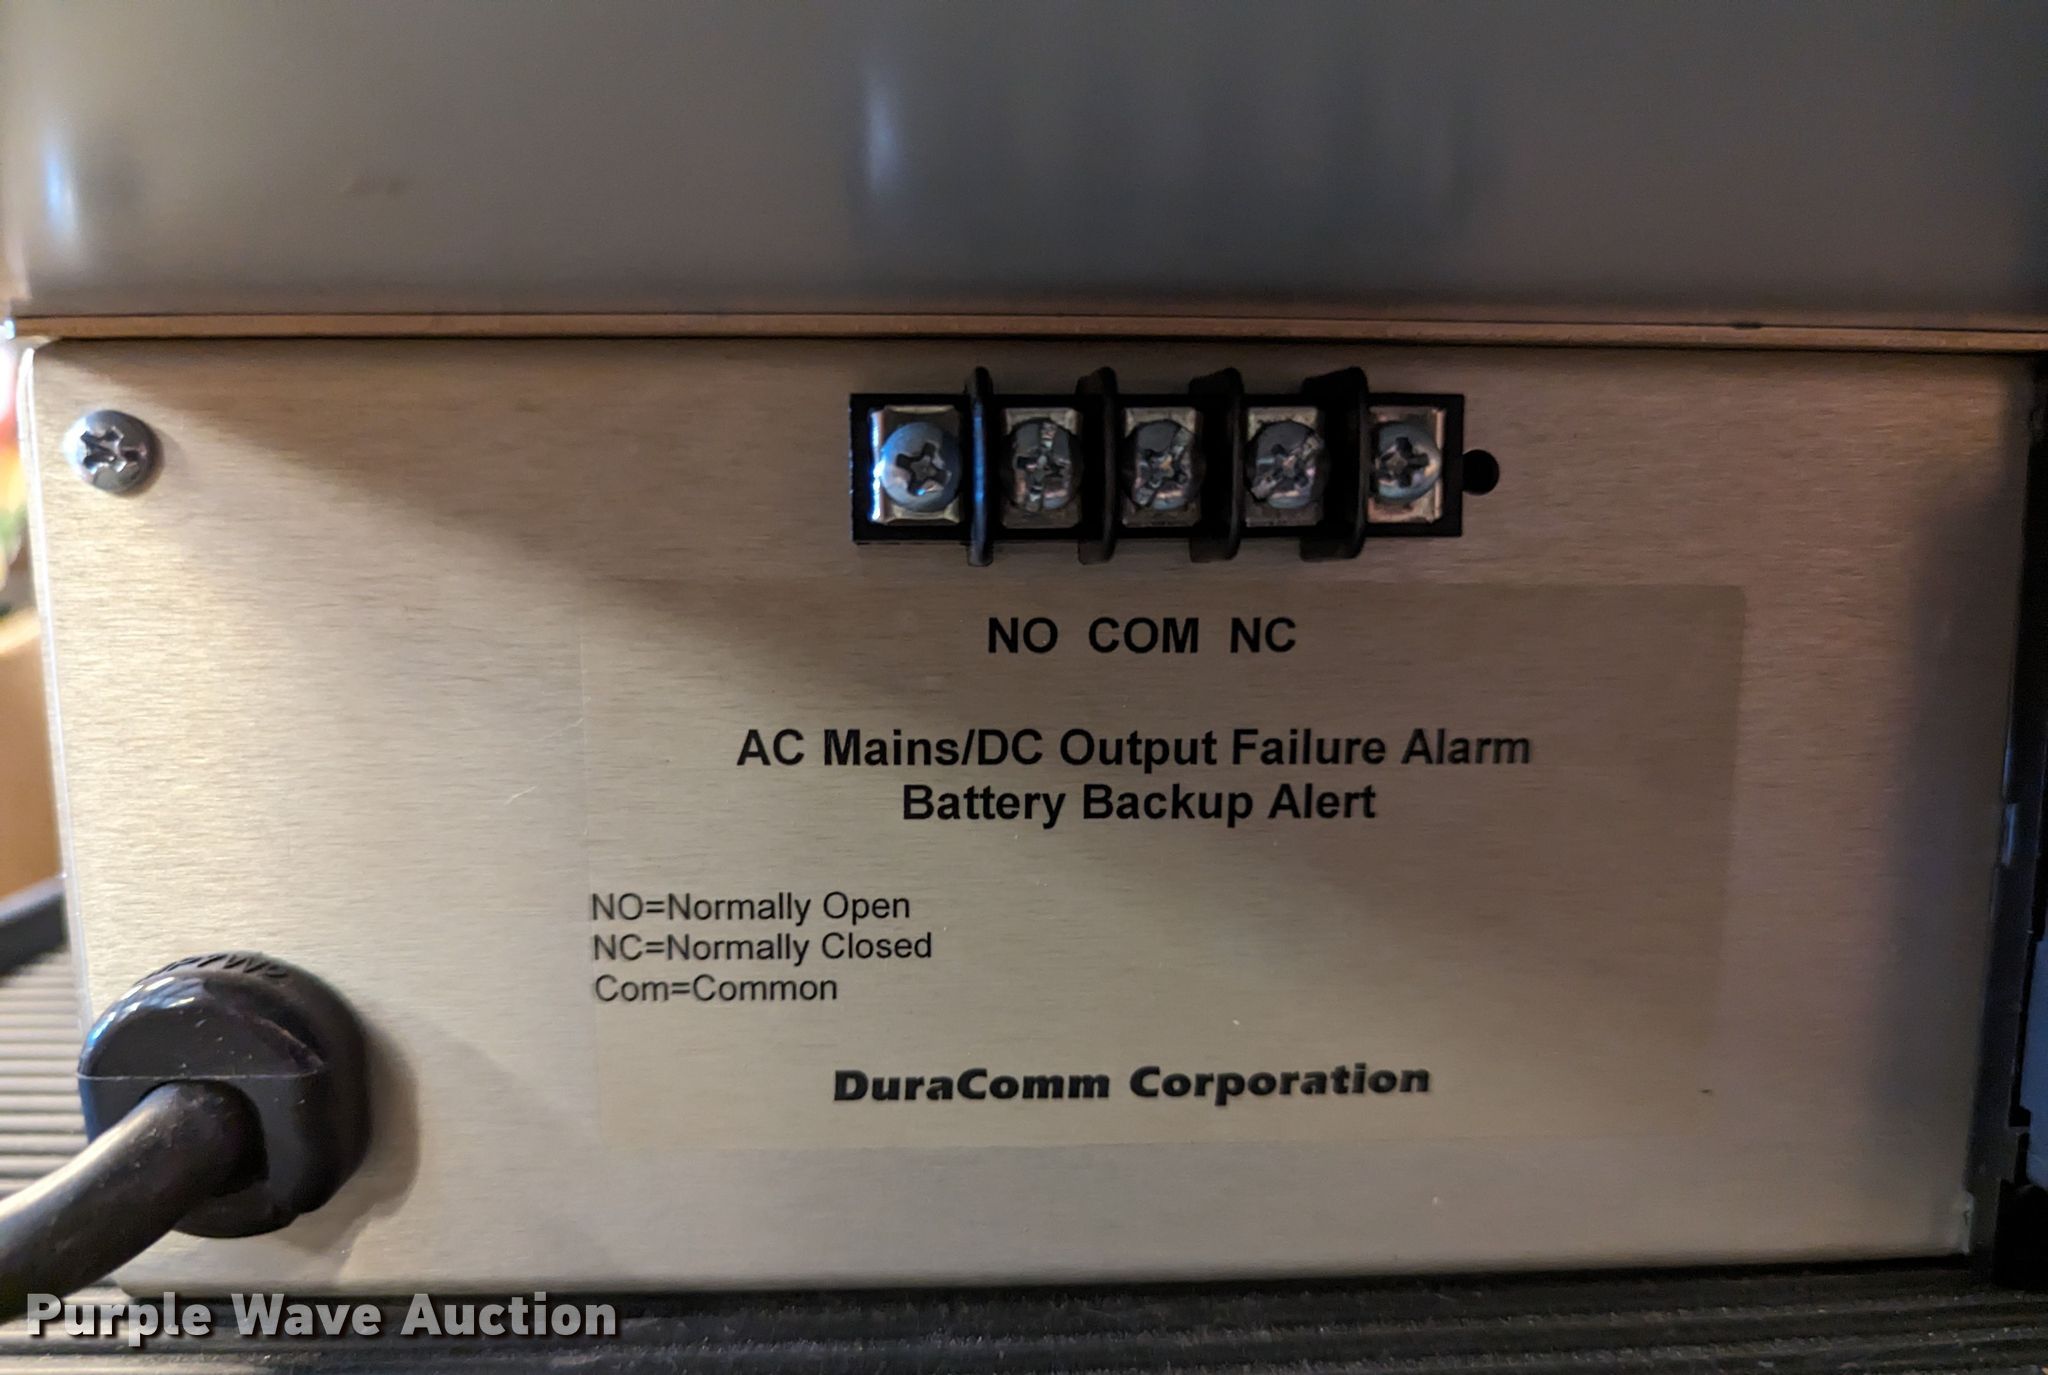 NO COM NC
AC Mains/DC Output Failure Alarm
Battery Backup Alert
NO=Normally Open
NC=Normally Closed
Com=Common
DuraComm Corporation
Purple Wave Auction